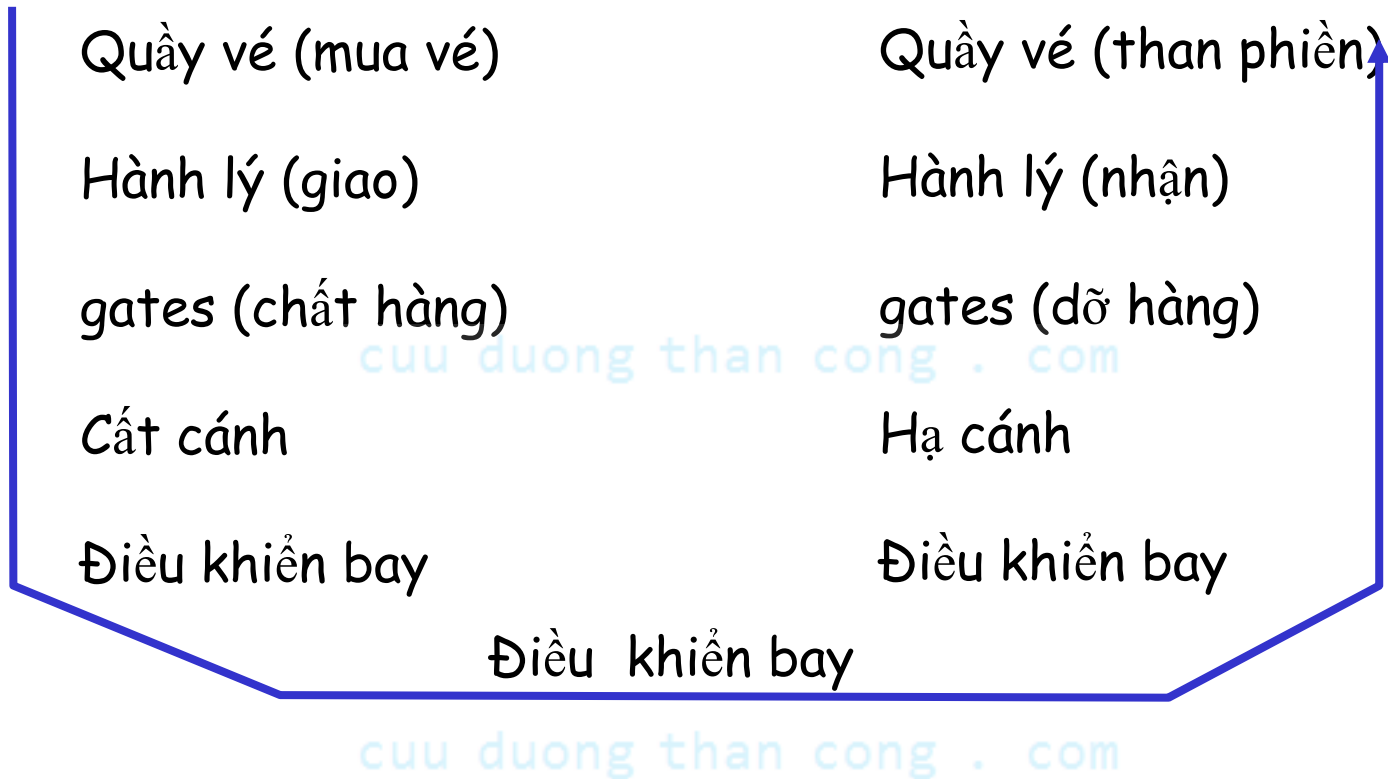 Quầy vé (mua vé)
Hành lý (giao)
gates (chất hàng)
Cất cánh
Điều khiển bay
Quầy vé (than phiền)
Hành lý (nhận)
gates (dỡ hàng)
Hạ cánh
Điều khiển bay
Điều khiển bay
cuu duong than cong . com
cuu duong than cong . com